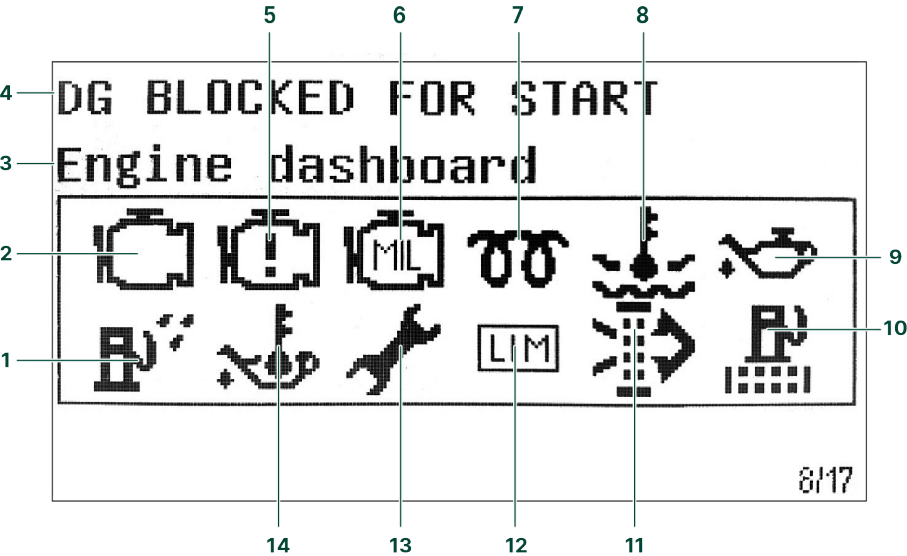 5 6 7 8
4 DG BLOCKED FOR START
3 Engine dashboard
2 MIL 9
1 LIM 10
8/17
14 13 12 11